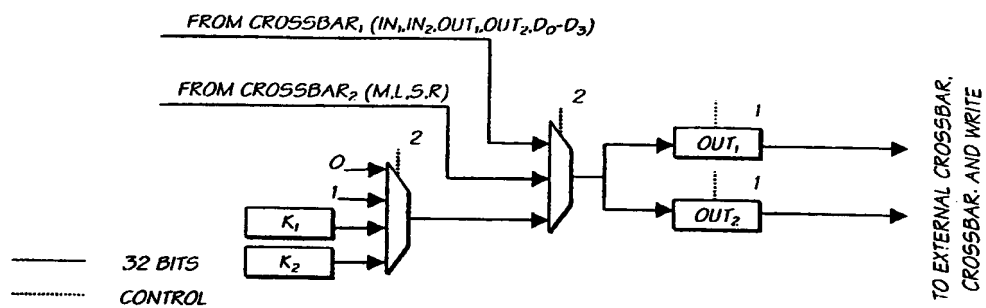 FROM CROSSBAR₁ (IN₁,IN₂,OUT₁,OUT₂,D₀-D₃)
FROM CROSSBAR₂ (M,L,S,R)
2
2
0
1
K₁
K₂
1
OUT₁
1
OUT₂
TO EXTERNAL CROSSBAR,
CROSSBAR, AND WRITE
32 BITS
CONTROL